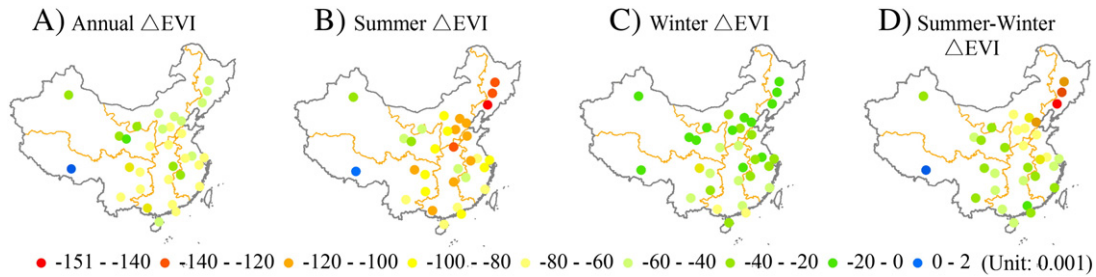 A) Annual △EVI
B) Summer △EVI
C) Winter △EVI
D) Summer-Winter
△EVI
-151 - -140
-140 - -120
-120 - -100
-100 - -80
-80 - -60
-60 - -40
-40 - -20
-20 - 0
0 - 2
(Unit: 0.001)